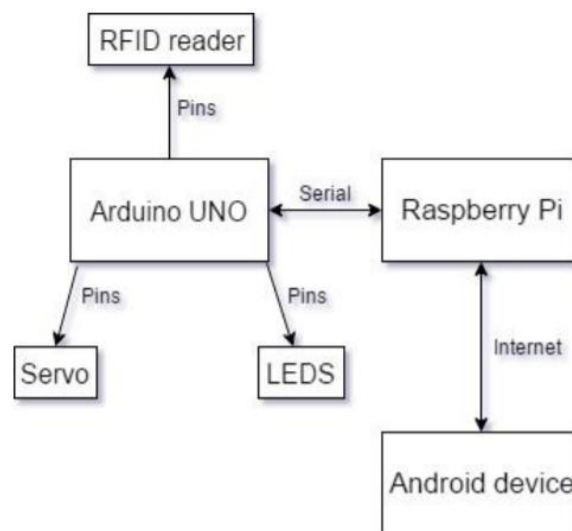 RFID reader
Pins
Arduino UNO
Serial
Raspberry Pi
Pins
Pins
Internet
Servo
LEDS
Android device